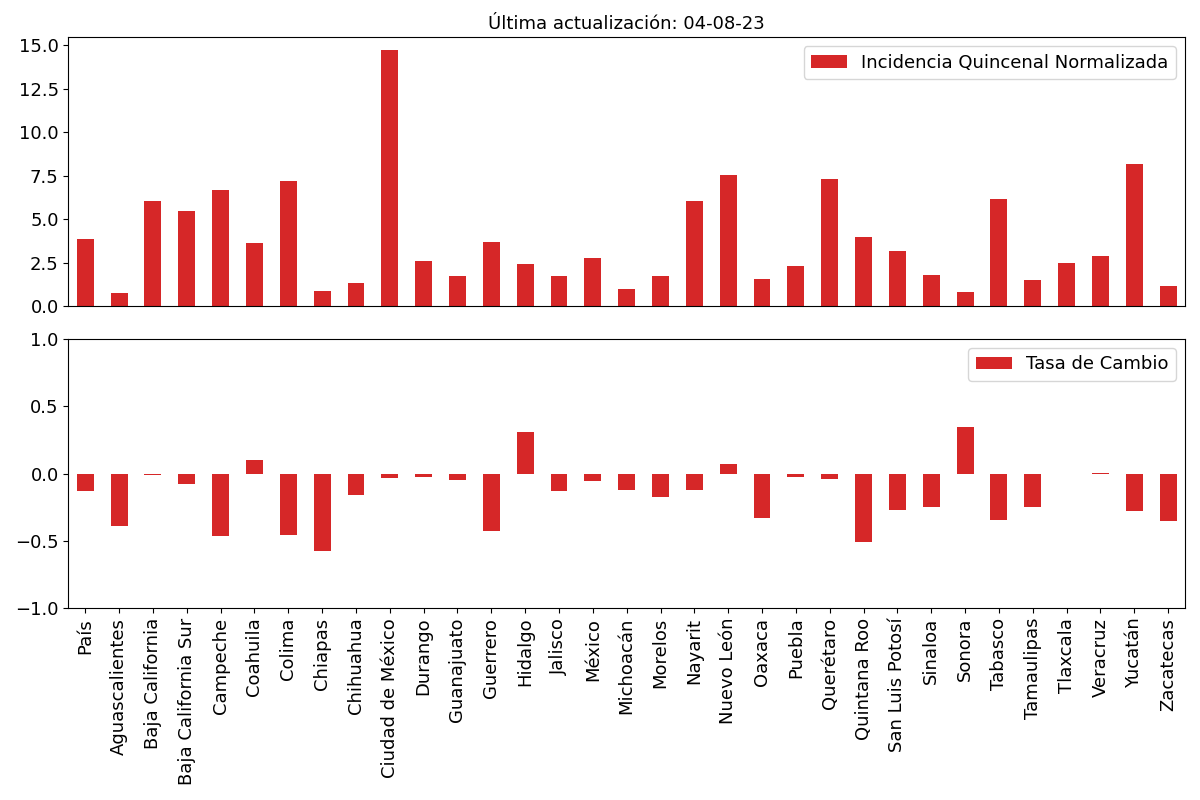 Última actualización: 04-08-23
Incidencia Quincenal Normalizada
15.0
12.5
10.0
7.5
5.0
2.5
0.0
Tasa de Cambio
1.0
0.5
0.0
−0.5
−1.0
País
Aguascalientes
Baja California
Baja California Sur
Campeche
Coahuila
Colima
Chiapas
Chihuahua
Ciudad de México
Durango
Guanajuato
Guerrero
Hidalgo
Jalisco
México
Michoacán
Morelos
Nayarit
Nuevo León
Oaxaca
Puebla
Querétaro
Quintana Roo
San Luis Potosí
Sinaloa
Sonora
Tabasco
Tamaulipas
Tlaxcala
Veracruz
Yucatán
Zacatecas